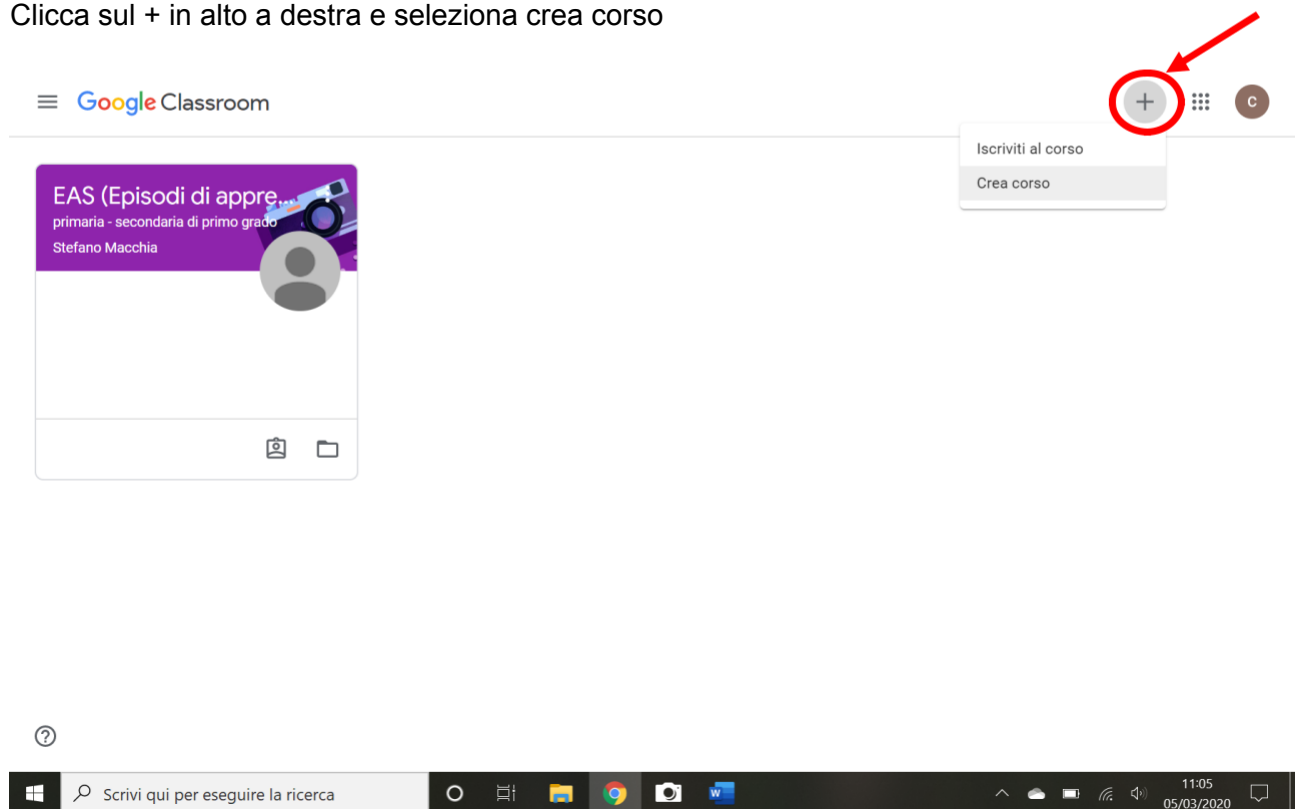 Clicca sul + in alto a destra e seleziona crea corso
Google Classroom
+
C
Iscriviti al corso
Crea corso
EAS (Episodi di appre...
primaria - secondaria di primo grado
Stefano Macchia
?
Scrivi qui per eseguire la ricerca
11:05
05/03/2020